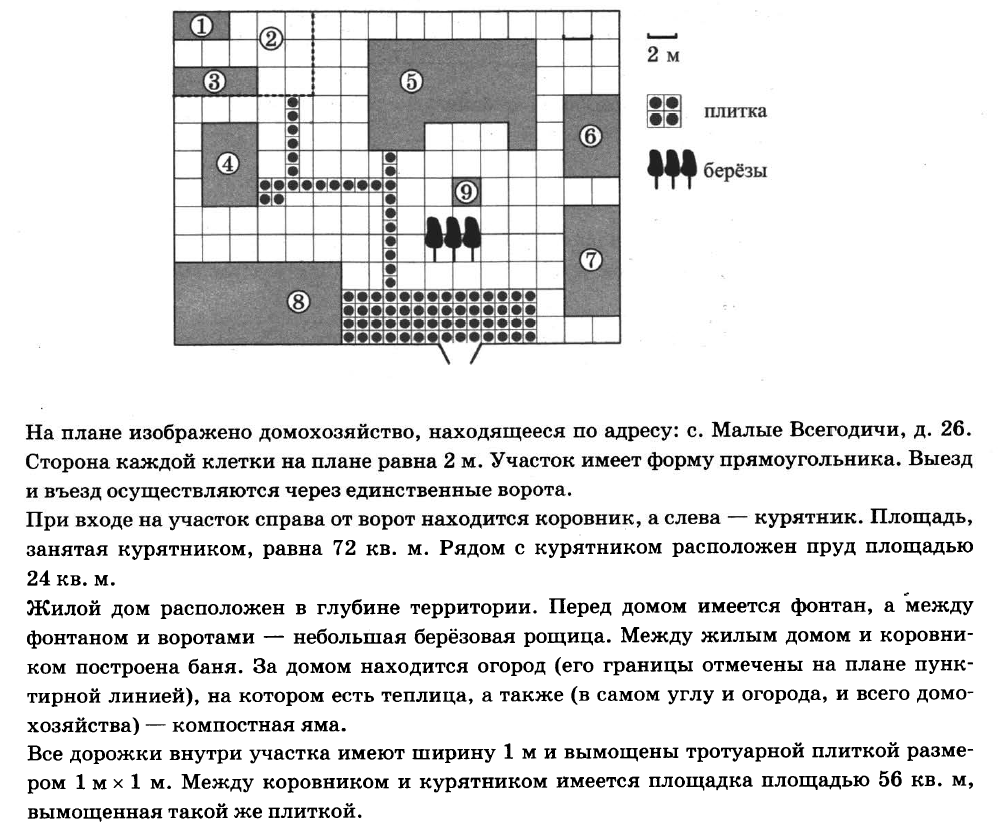 ①
②
③
④
⑤
⑥
⑦
⑧
⑨
2 м
плитка
берёзы
На плане изображено домохозяйство, находящееся по адресу: с. Малые Всегодичи, д. 26.
Сторона каждой клетки на плане равна 2 м. Участок имеет форму прямоугольника. Выезд
и въезд осуществляются через единственные ворота.
При входе на участок справа от ворот находится коровник, а слева — курятник. Площадь,
занятая курятником, равна 72 кв. м. Рядом с курятником расположен пруд площадью
24 кв. м.
Жилой дом расположен в глубине территории. Перед домом имеется фонтан, а между
фонтаном и воротами — небольшая берёзовая рощица. Между жилым домом и коровни-
ком построена баня. За домом находится огород (его границы отмечены на плане пунк-
тирной линией), на котором есть теплица, а также (в самом углу и огорода, и всего домо-
хозяйства) — компостная яма.
Все дорожки внутри участка имеют ширину 1 м и вымощены тротуарной плиткой разме-
ром 1 м × 1 м. Между коровником и курятником имеется площадка площадью 56 кв. м,
вымощенная такой же плиткой.